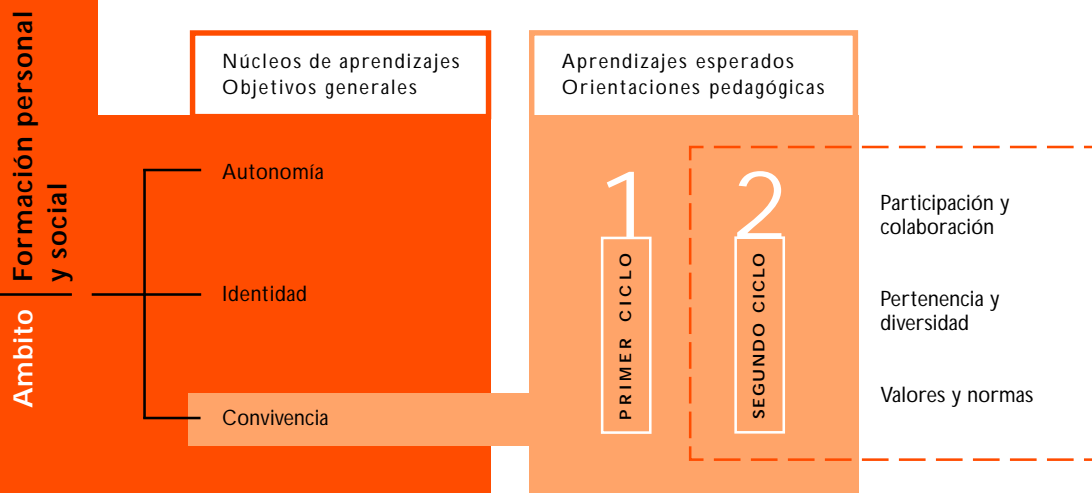 Ambito
Formación personal
y social
Núcleos de aprendizajes
Objetivos generales
Autonomía
Identidad
Convivencia
Aprendizajes esperados
Orientaciones pedagógicas
1
PRIMER CICLO
2
SEGUNDO CICLO
Participación y
colaboración
Pertenencia y
diversidad
Valores y normas